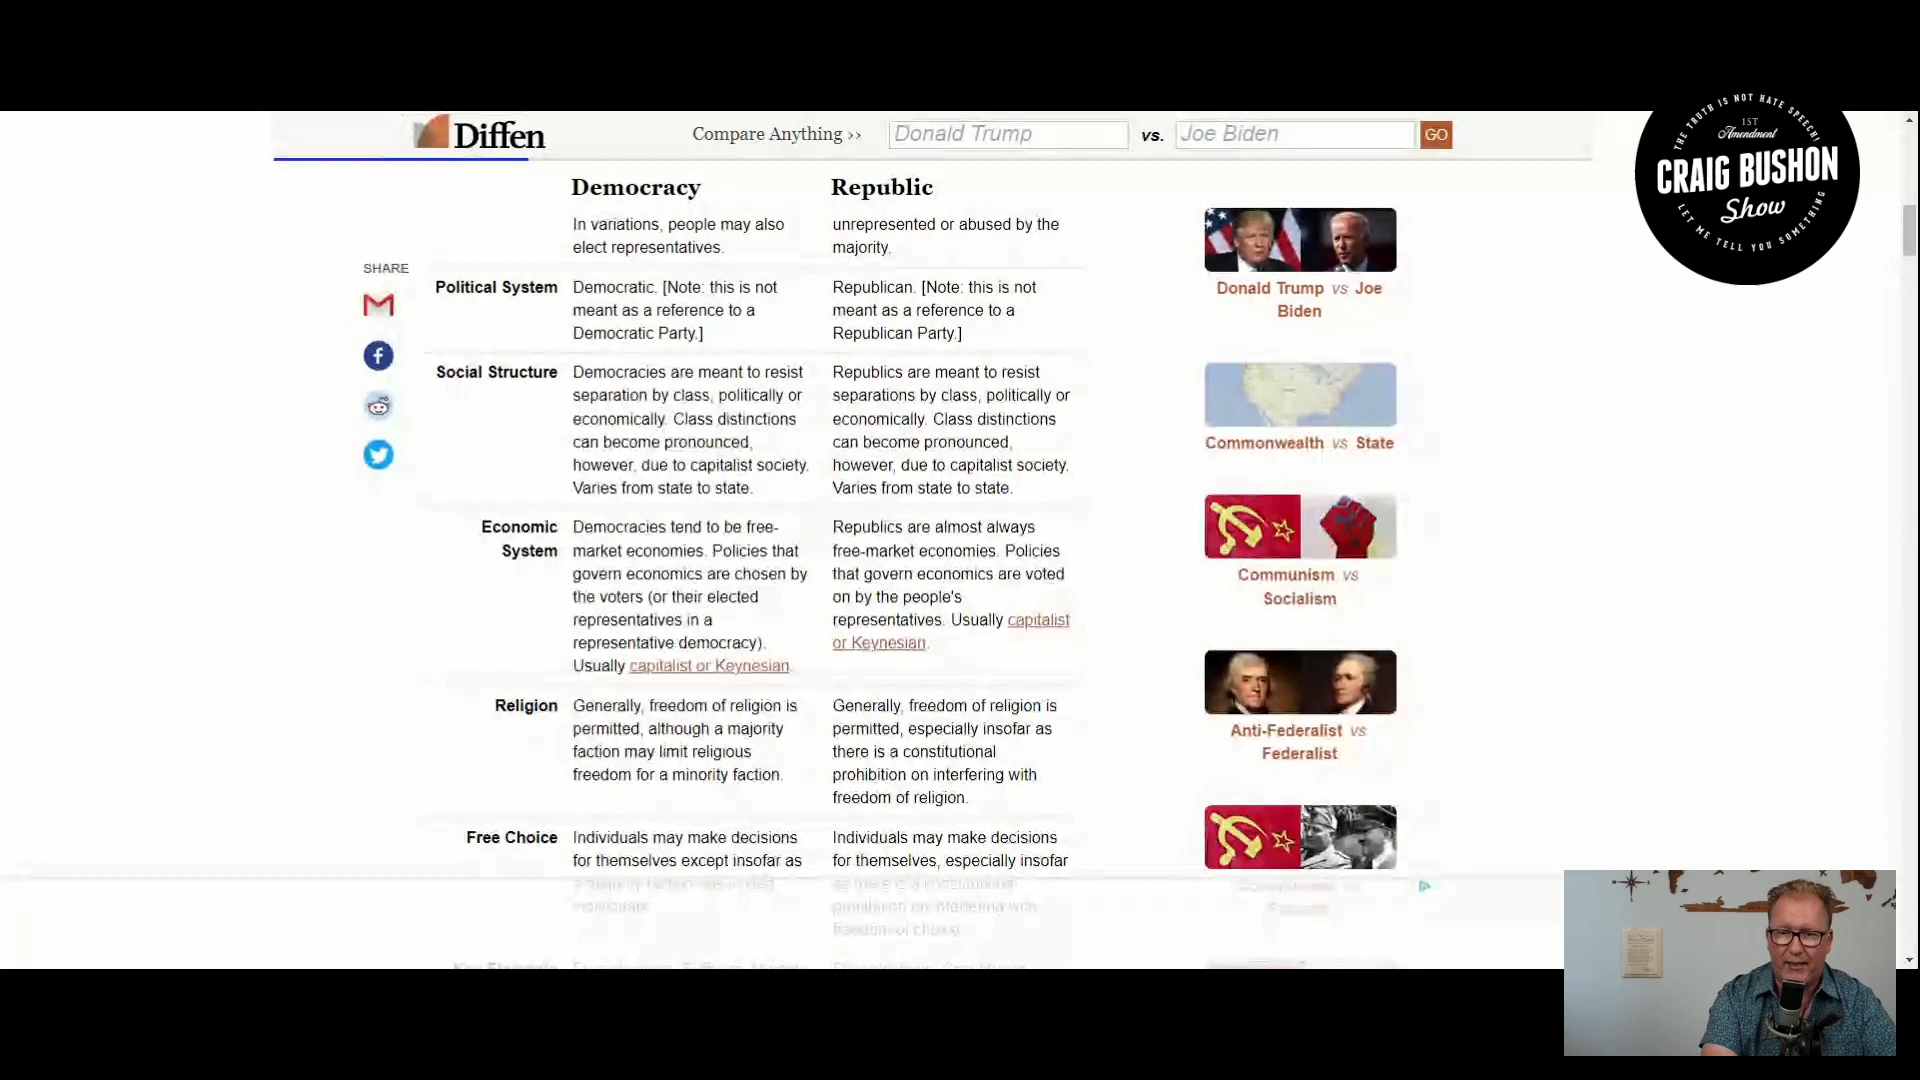 Diffen
Compare Anything ›› Donald Trump vs. Joe Biden GO
THE TRUTH IS NOT HATE SPEECH!
1ST
Amendment
CRAIG BUSHON
Show
LET ME TELL YOU SOMETHING
Democracy Republic
In variations, people may also
elect representatives.
unrepresented or abused by the
majority.
SHARE
Political System
Democratic. [Note: this is not
meant as a reference to a
Democratic Party.]
Republican. [Note: this is not
meant as a reference to a
Republican Party.]
Social Structure
Democracies are meant to resist
separation by class, politically or
economically. Class distinctions
can become pronounced,
however, due to capitalist society.
Varies from state to state.
Republics are meant to resist
separations by class, politically or
economically. Class distinctions
can become pronounced,
however, due to capitalist society.
Varies from state to state.
Economic
System
Democracies tend to be free-
market economies. Policies that
govern economics are chosen by
the voters (or their elected
representatives in a
representative democracy).
Usually capitalist or Keynesian.
Republics are almost always
free-market economies. Policies
that govern economics are voted
on by the people's
representatives. Usually capitalist
or Keynesian.
Religion
Generally, freedom of religion is
permitted, although a majority
faction may limit religious
freedom for a minority faction.
Generally, freedom of religion is
permitted, especially insofar as
there is a constitutional
prohibition on interfering with
freedom of religion.
Free Choice
Individuals may make decisions
for themselves except insofar as
Individuals may make decisions
for themselves, especially insofar
as there is a constitutional
prohibition on interfering with
freedom of choice.
Donald Trump vs Joe
Biden
Commonwealth vs State
Communism vs
Socialism
Anti-Federalist vs
Federalist